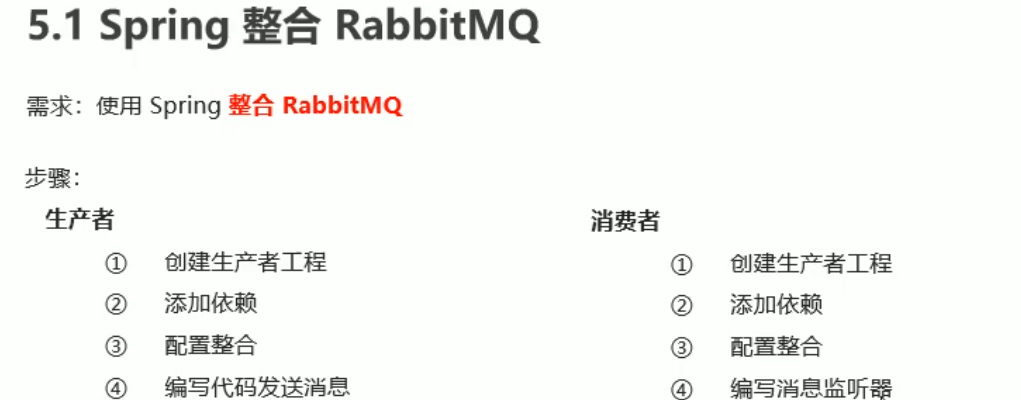 5.1 Spring 整合 RabbitMQ
需求：使用 Spring 整合 RabbitMQ
步骤：
生产者
① 创建生产者工程
② 添加依赖
③ 配置整合
④ 编写代码发送消息
消费者
① 创建生产者工程
② 添加依赖
③ 配置整合
④ 编写消息监听器